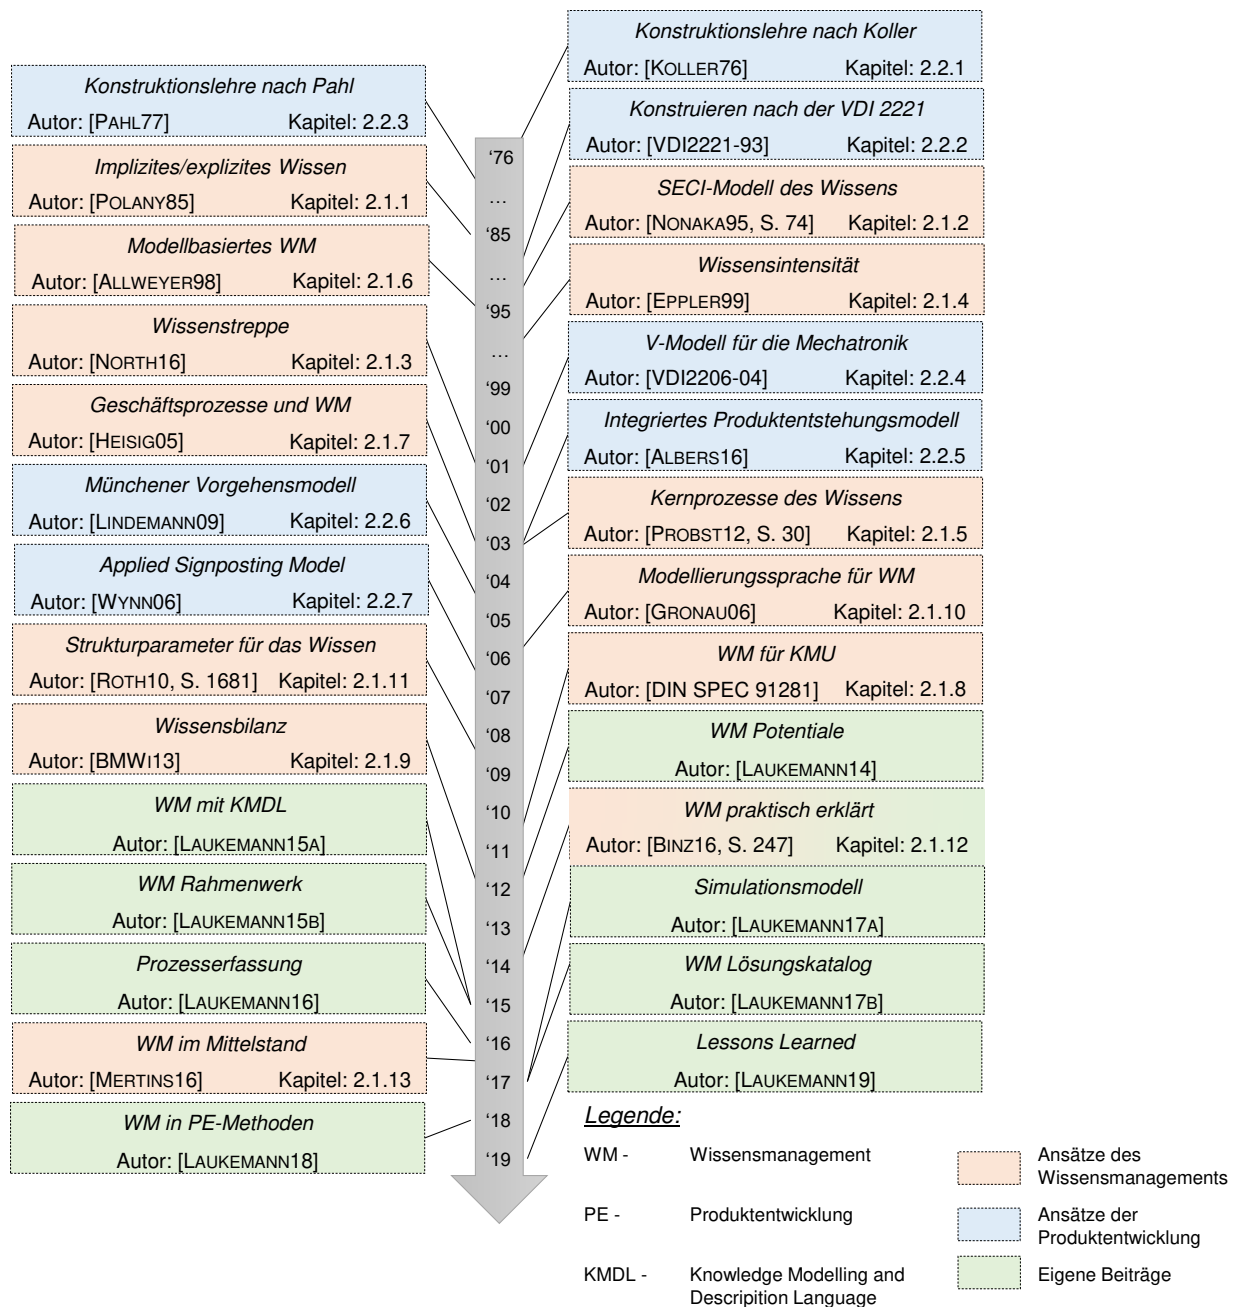 Konstruktionslehre nach Pahl
Autor: [PAHL77] Kapitel: 2.2.3
Implizites/explizites Wissen
Autor: [POLANY85] Kapitel: 2.1.1
Modellbasiertes WM
Autor: [ALLWEYER98] Kapitel: 2.1.6
Wissenstreppe
Autor: [NORTH16] Kapitel: 2.1.3
Geschäftsprozesse und WM
Autor: [HEISIG05] Kapitel: 2.1.7
Münchener Vorgehensmodell
Autor: [LINDEMANN09] Kapitel: 2.2.6
Applied Signposting Model
Autor: [WYNN06] Kapitel: 2.2.7
Strukturparameter für das Wissen
Autor: [ROTH10, S. 1681] Kapitel: 2.1.11
Wissensbilanz
Autor: [BMWI13] Kapitel: 2.1.9
WM mit KMDL
Autor: [LAUKEMANN15A]
WM Rahmenwerk
Autor: [LAUKEMANN15B]
Prozesserfassung
Autor: [LAUKEMANN16]
WM im Mittelstand
Autor: [MERTINS16] Kapitel: 2.1.13
WM in PE-Methoden
Autor: [LAUKEMANN18]
‘76
...
‘85
...
‘95
...
‘99
‘00
‘01
‘02
‘03
‘04
‘05
‘06
‘07
‘08
‘09
‘10
‘11
‘12
‘13
‘14
‘15
‘16
‘17
‘18
‘19
Konstruktionslehre nach Koller
Autor: [KOLLER76] Kapitel: 2.2.1
Konstruieren nach der VDI 2221
Autor: [VDI2221-93] Kapitel: 2.2.2
SECI-Modell des Wissens
Autor: [NONAKA95, S. 74] Kapitel: 2.1.2
Wissensintensität
Autor: [EPPLER99] Kapitel: 2.1.4
V-Modell für die Mechatronik
Autor: [VDI2206-04] Kapitel: 2.2.4
Integriertes Produktentstehungsmodell
Autor: [ALBERS16] Kapitel: 2.2.5
Kernprozesse des Wissens
Autor: [PROBST12, S. 30] Kapitel: 2.1.5
Modellierungssprache für WM
Autor: [GRONAU06] Kapitel: 2.1.10
WM für KMU
Autor: [DIN SPEC 91281] Kapitel: 2.1.8
WM Potentiale
Autor: [LAUKEMANN14]
WM praktisch erklärt
Autor: [BINZ16, S. 247] Kapitel: 2.1.12
Simulationsmodell
Autor: [LAUKEMANN17A]
WM Lösungskatalog
Autor: [LAUKEMANN17B]
Lessons Learned
Autor: [LAUKEMANN19]
Legende:
WM - Wissensmanagement
PE - Produktentwicklung
KMDL - Knowledge Modelling and
Descripition Language
Ansätze des
Wissensmanagements
Ansätze der
Produktentwicklung
Eigene Beiträge